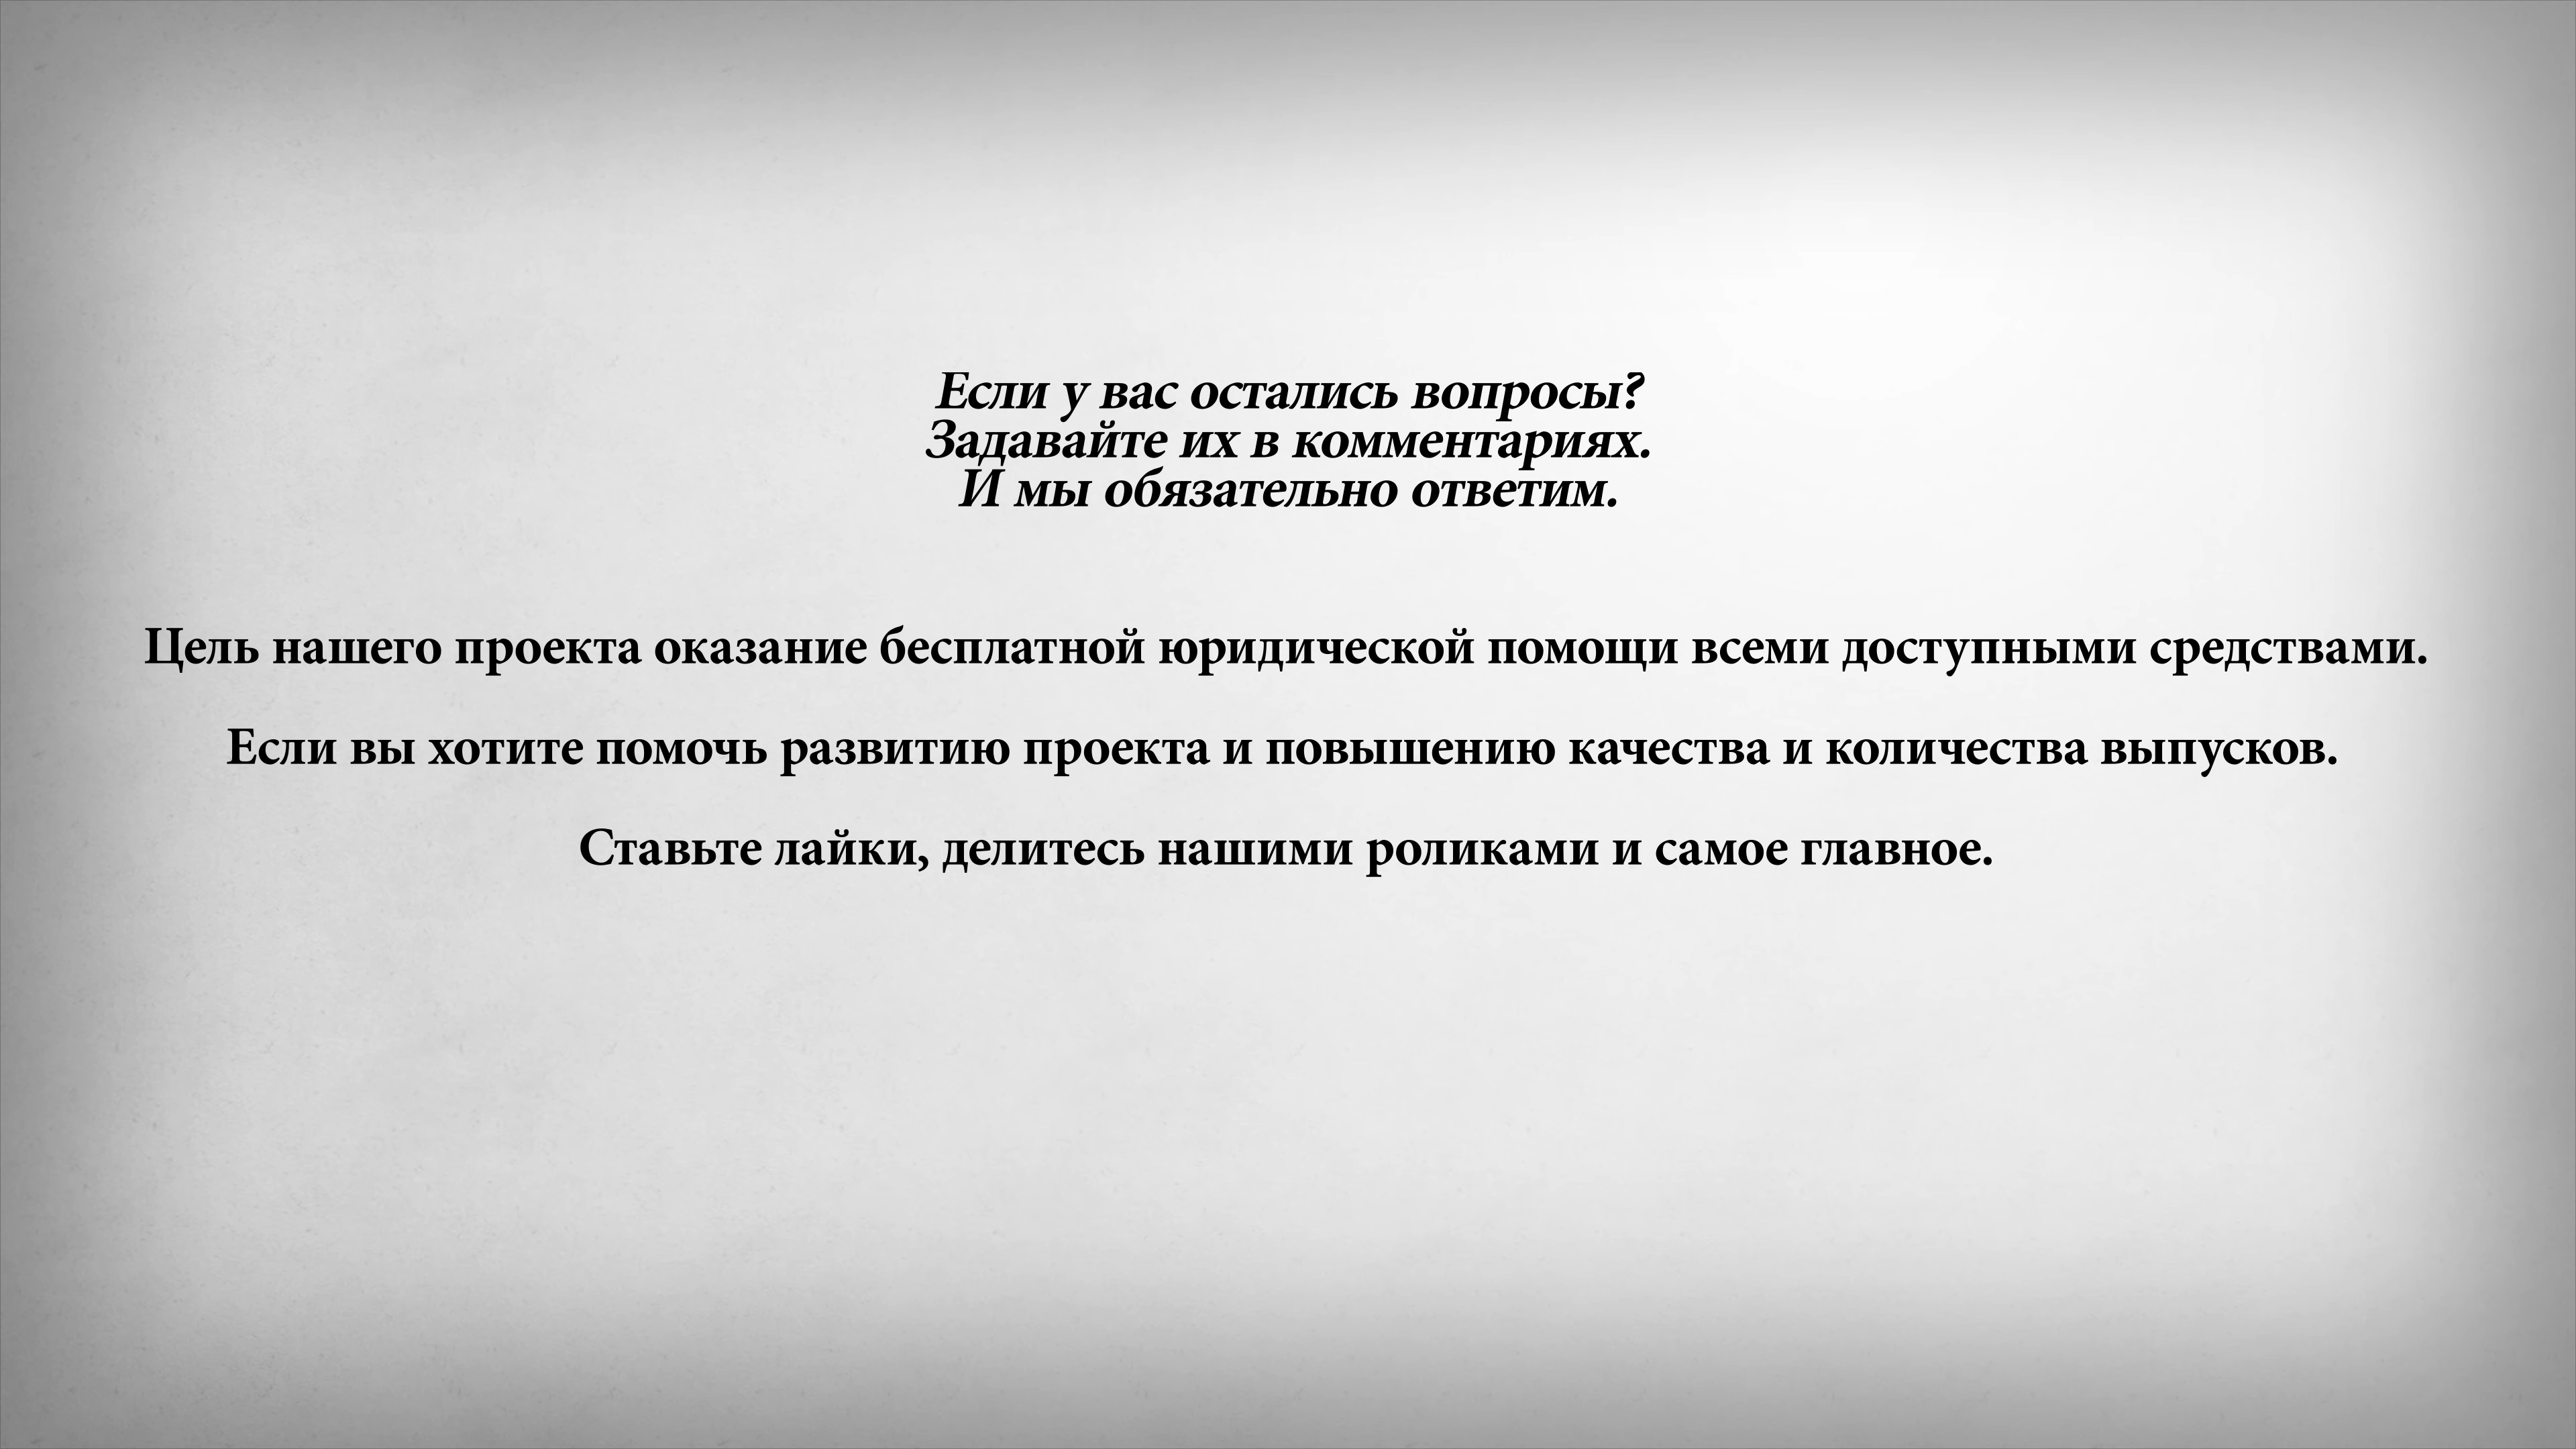 Если у вас остались вопросы?
Задавайте их в комментариях.
И мы обязательно ответим.
Цель нашего проекта оказание бесплатной юридической помощи всеми доступными средствами.
Если вы хотите помочь развитию проекта и повышению качества и количества выпусков.
Ставьте лайки, делитесь нашими роликами и самое главное.